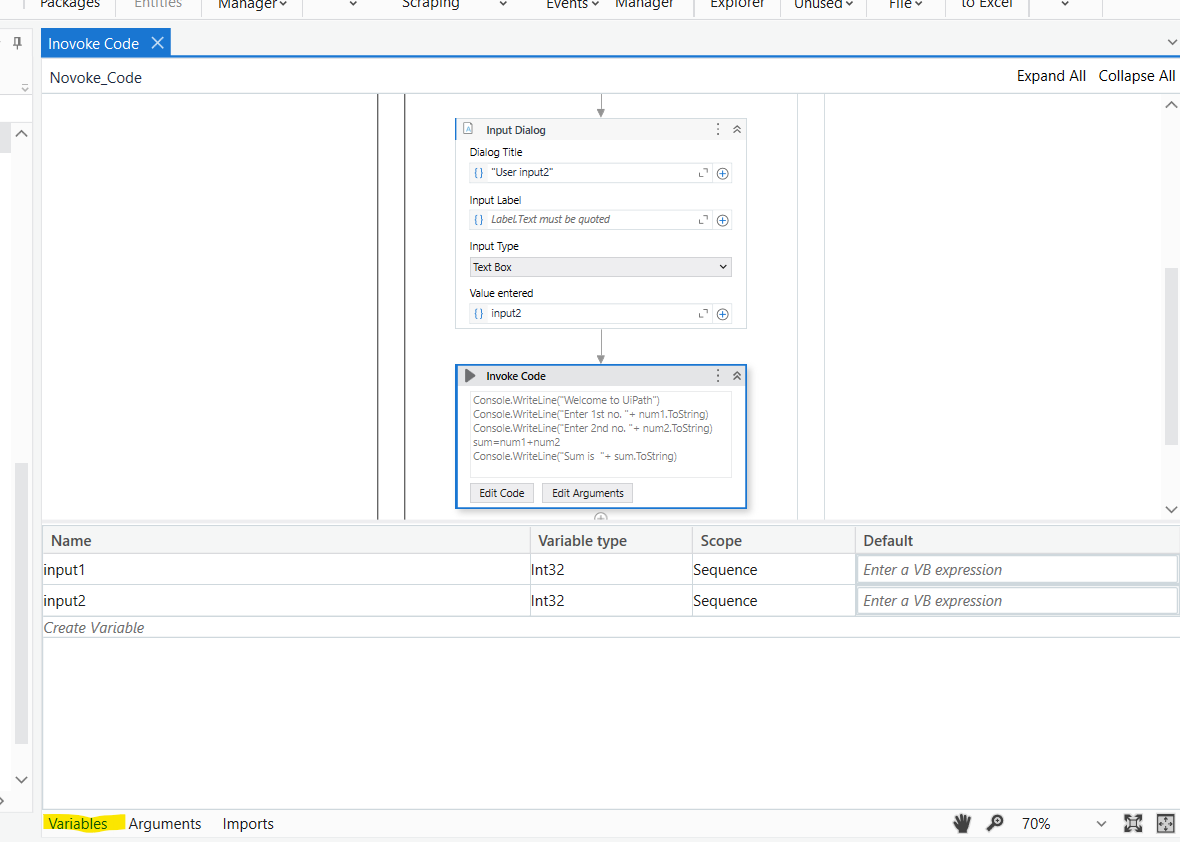 Packages Entities Manager Scraping Events Manager Explorer Unused File to Excel
Inovoke Code
Novoke_Code Expand All Collapse All
Input Dialog
Dialog Title
"User input2"
Input Label
Label.Text must be quoted
Input Type
Text Box
Value entered
input2
Invoke Code
Console.WriteLine("Welcome to UiPath")
Console.WriteLine("Enter 1st no. "+ num1.ToString)
Console.WriteLine("Enter 2nd no. "+ num2.ToString)
sum=num1+num2
Console.WriteLine("Sum is  "+ sum.ToString)
Edit Code Edit Arguments
Name Variable type Scope Default
input1 Int32 Sequence Enter a VB expression
input2 Int32 Sequence Enter a VB expression
Create Variable
Variables Arguments Imports 70%